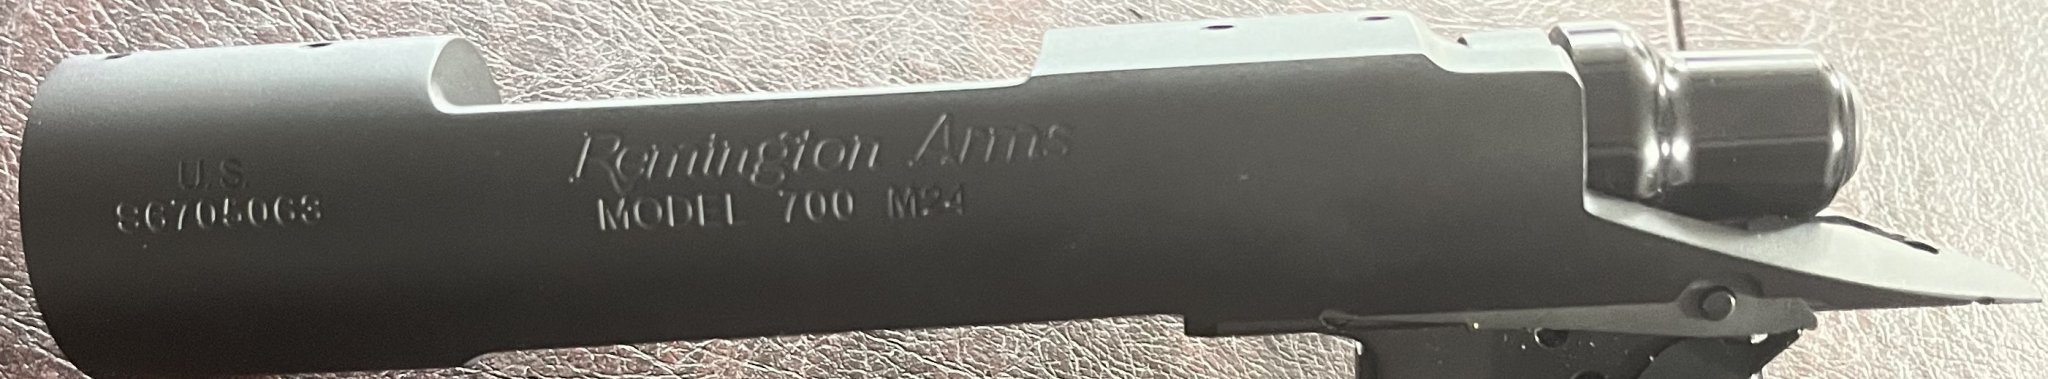 U.S.
S6705063
Remington Arms
MODEL 700 M24